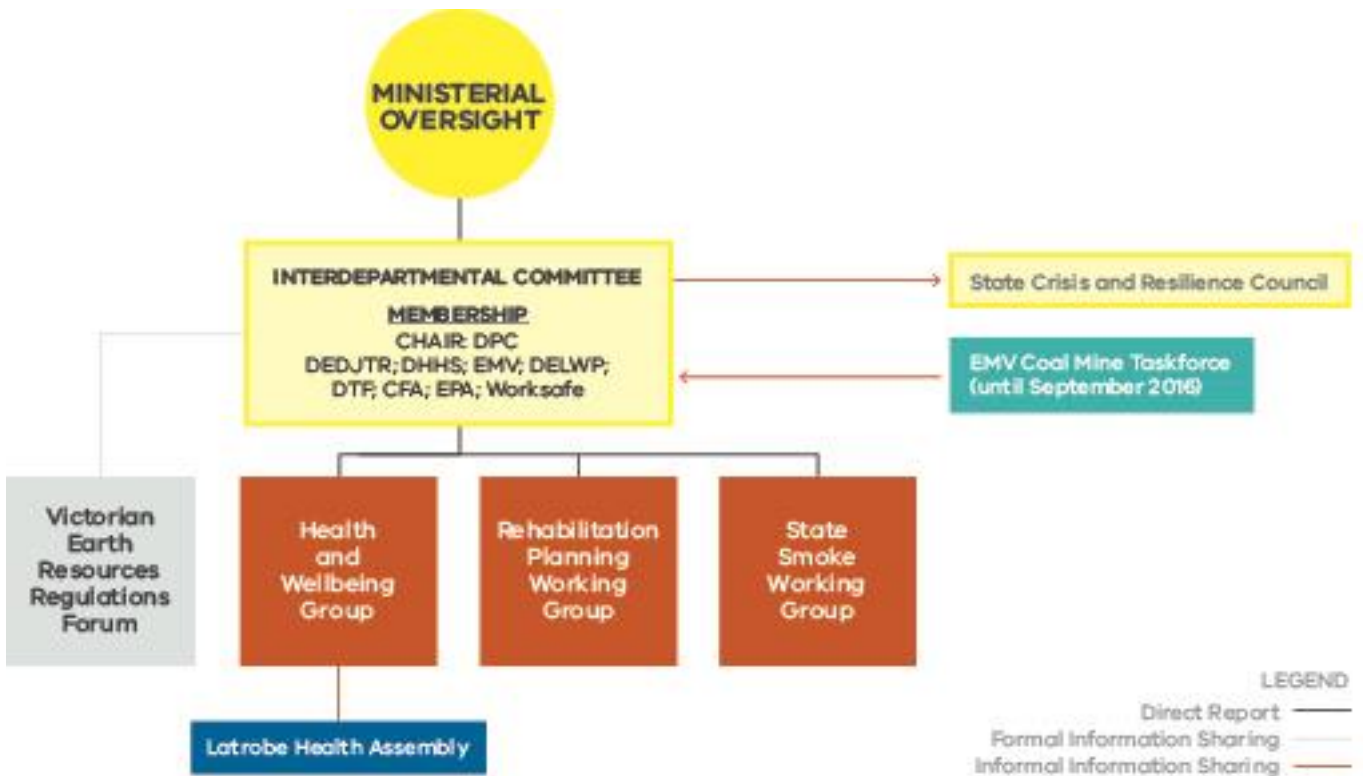 MINISTERIAL
OVERSIGHT
INTERDEPARTMENTAL COMMITTEE
MEMBERSHIP
CHAIR: DPC
DEDJTR; DHHS; EMV; DELWP;
DTF; CFA; EPA; Worksafe
State Crisis and Resilience Council
EMV Coal Mine Taskforce
(until September 2016)
Victorian
Earth
Resources
Regulations
Forum
Health
and
Wellbeing
Group
Rehabilitation
Planning
Working
Group
State
Smoke
Working
Group
Latrobe Health Assembly
LEGEND
Direct Report
Formal Information Sharing
Informal Information Sharing